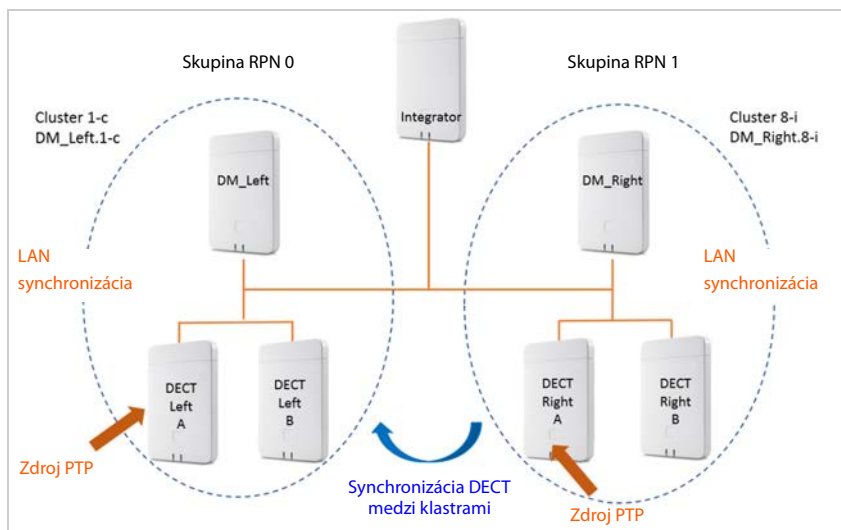 Skupina RPN 0
Skupina RPN 1
Integrator
Cluster 1-c
DM_Left.1-c
Cluster 8-i
DM_Right.8-i
DM_Left
DM_Right
LAN
synchronizácia
LAN
synchronizácia
DECT
Left
A
DECT
Left
B
DECT
Right
A
DECT
Right
B
Zdroj PTP
Synchronizácia DECT
medzi klastrami
Zdroj PTP